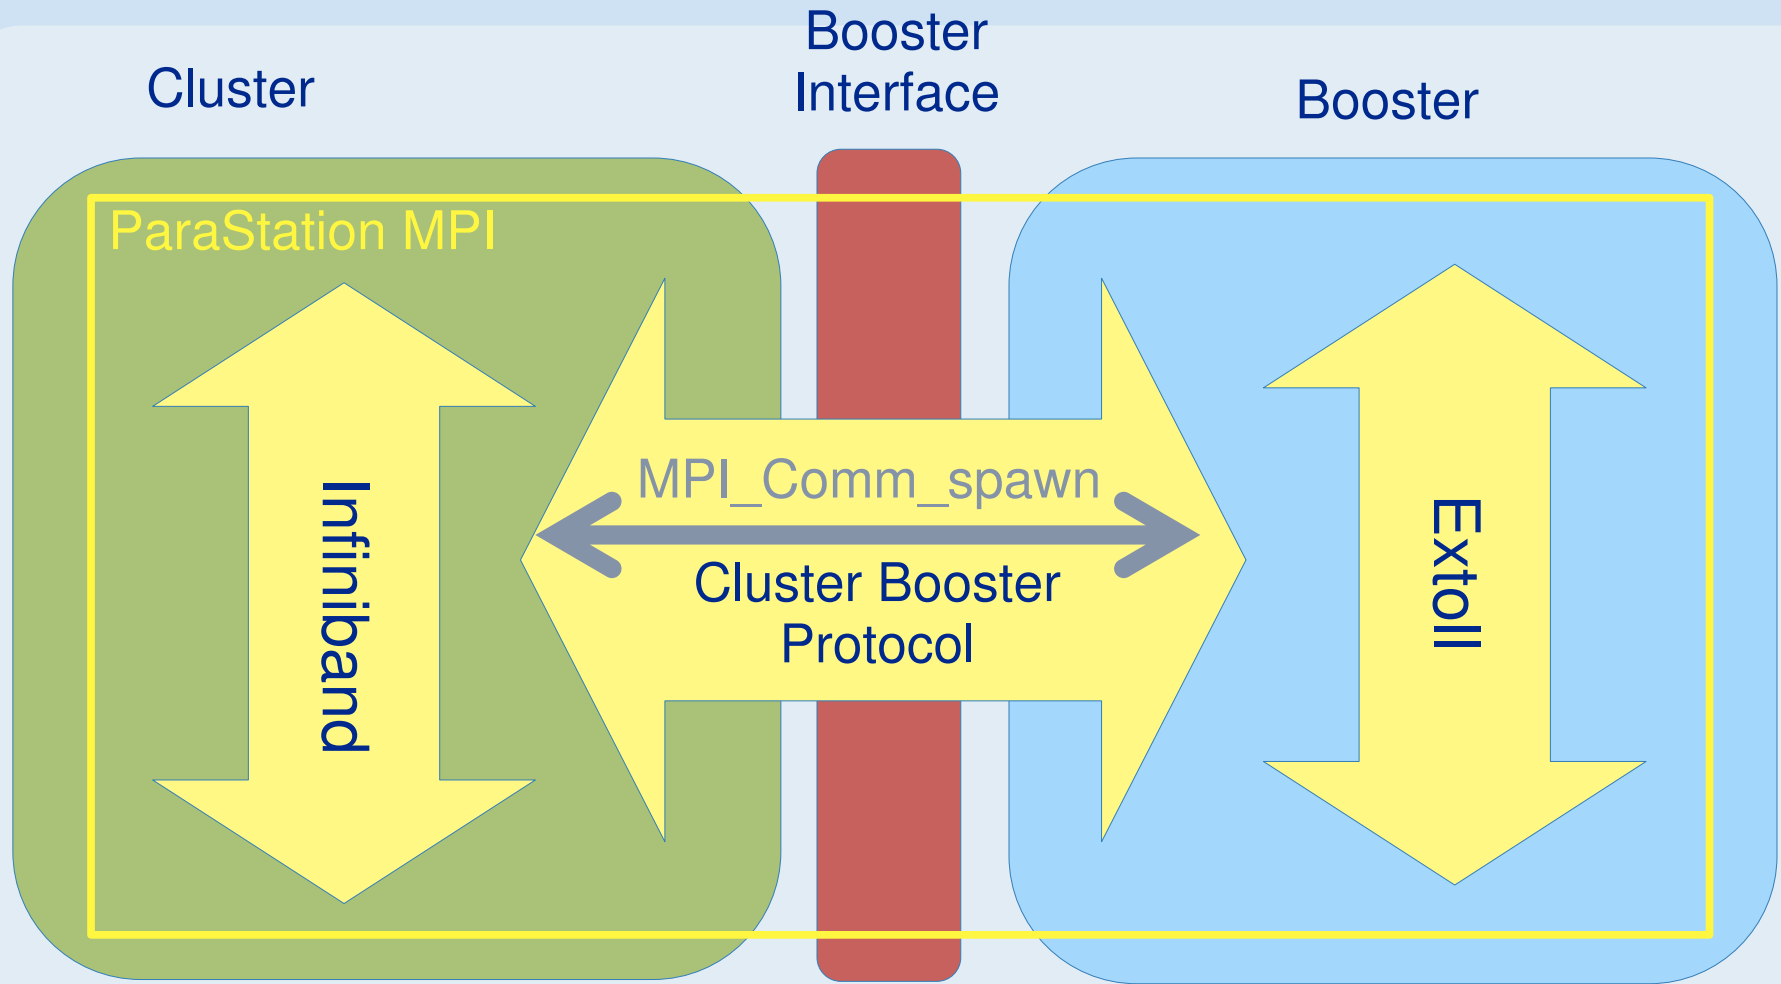 Cluster
Booster
Interface
Booster
ParaStation MPI
Infiniband
MPI_Comm_spawn
Cluster Booster
Protocol
Extoll